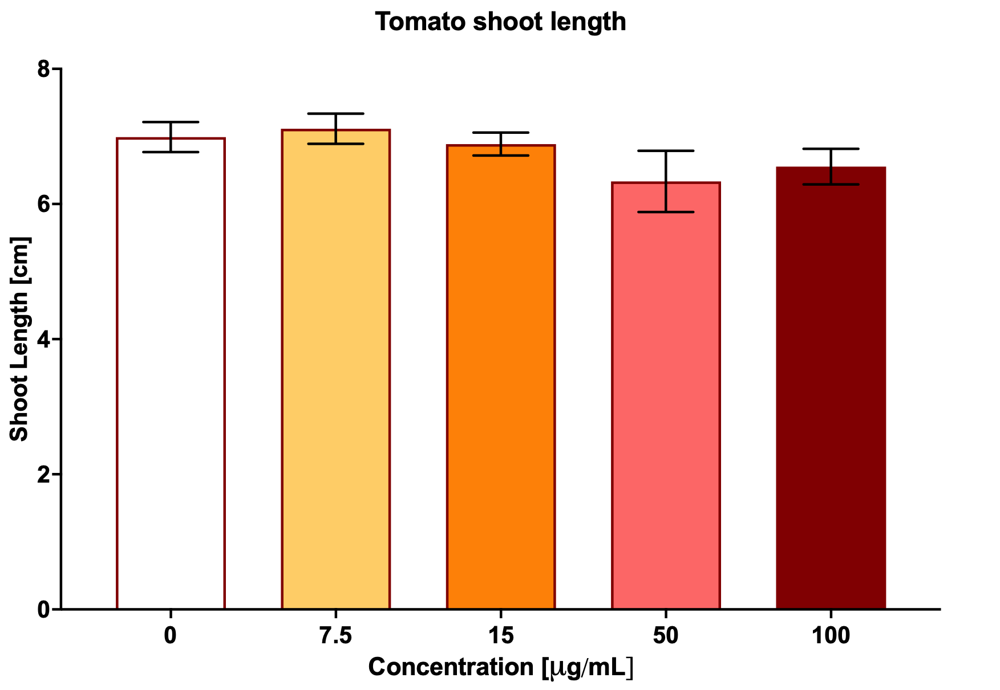 Tomato shoot length
8
6
4
2
0
Shoot Length [cm]
0 7.5 15 50 100
Concentration [μg/mL]